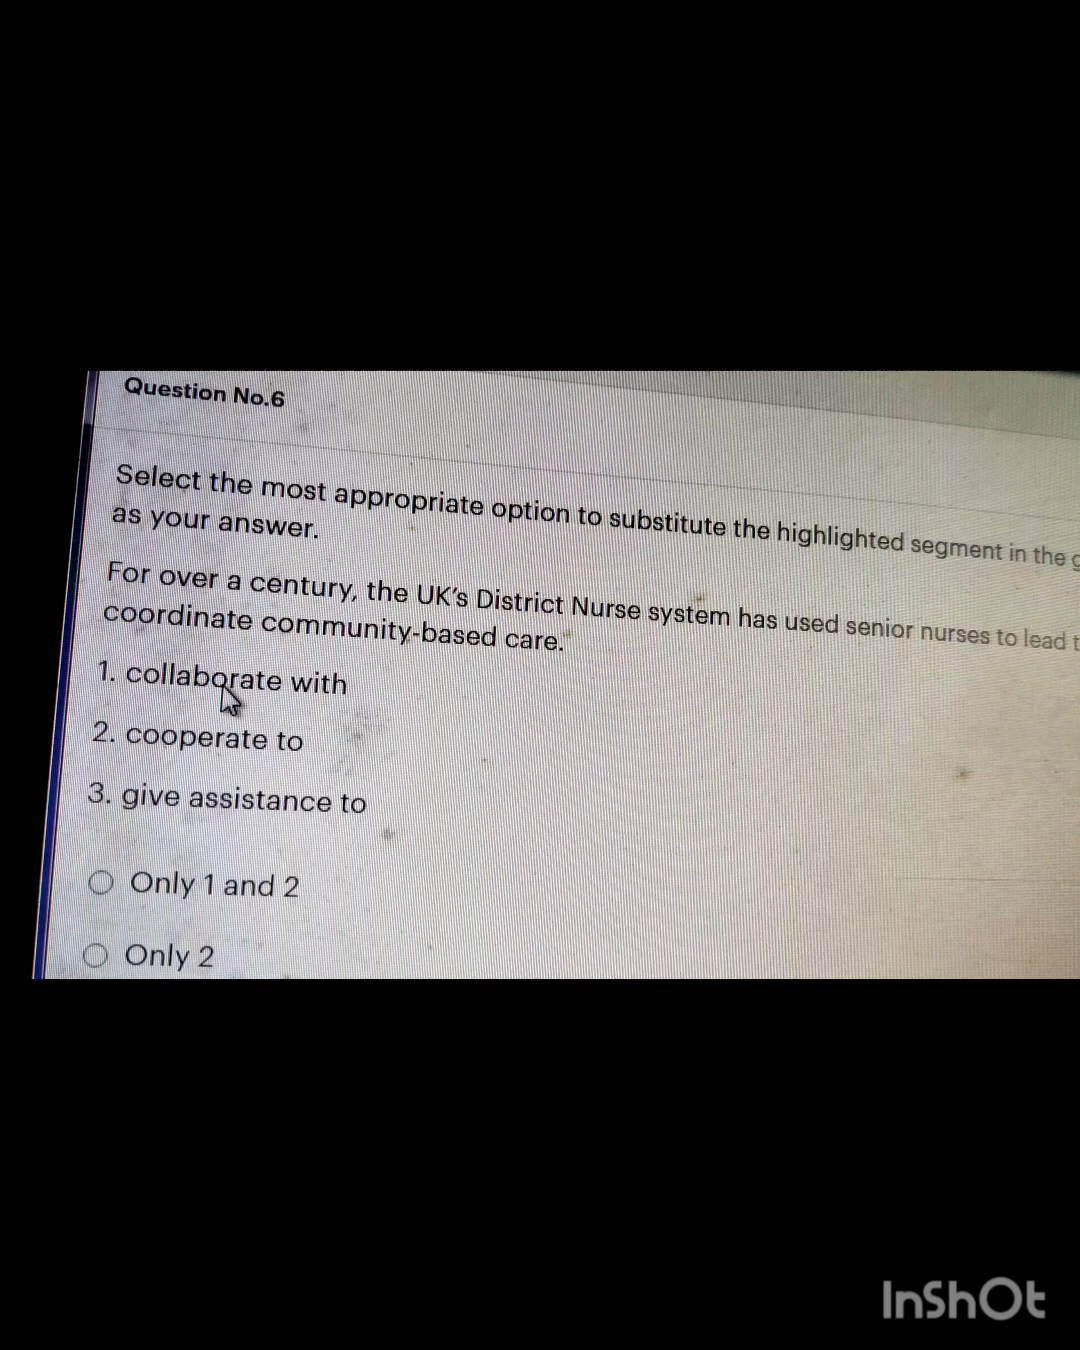 Question No.6
Select the most appropriate option to substitute the highlighted segment in the
as your answer.
For over a century, the UK's District Nurse system has used senior nurses to lead
coordinate community-based care.
1. collaborate with
2. cooperate to
3. give assistance to
Only 1 and 2
Only 2
InShOt